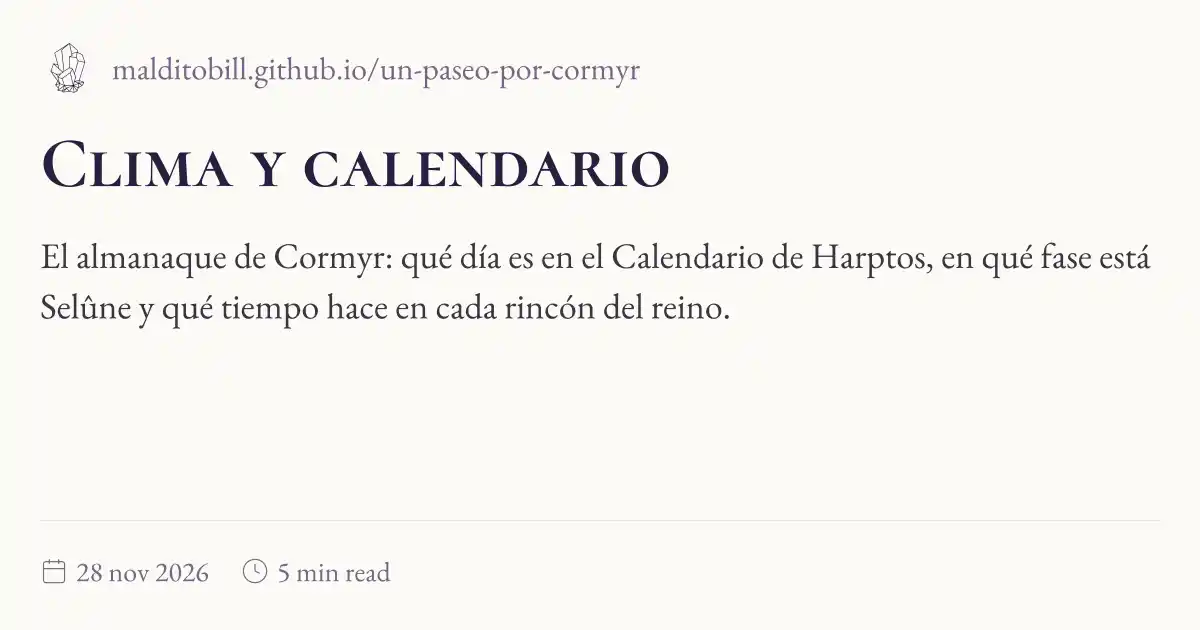 malditobill.github.io/un-paseo-por-cormyr
Clima y calendario
El almanaque de Cormyr: qué día es en el Calendario de Harptos, en qué fase está
Selûne y qué tiempo hace en cada rincón del reino.
28 nov 2026 5 min read